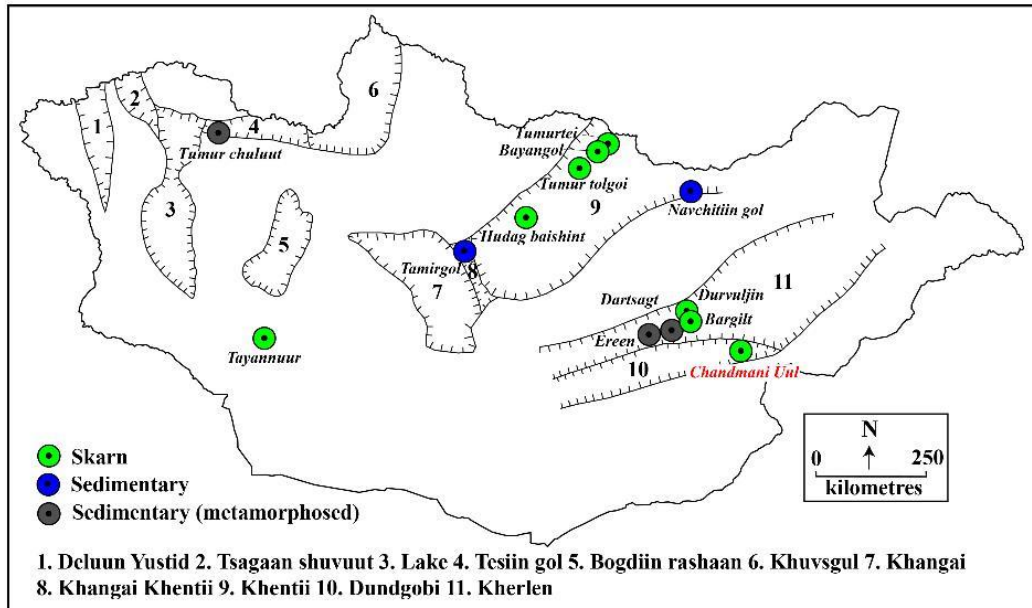 6
2
1
4
Tumur chuluut
Tumurtei
Bayangol
Tumur tolgoi
9
Navchitiin gol
3
5
Hudag baishint
Tamirgol
8
7
11
Dartsagt
Durvuljin
Bargilt
Ereen
Tayannuur
10
Chandmani Uul
N
0 250
kilometres
Skarn
Sedimentary
Sedimentary (metamorphosed)
1. Deluun Yustid 2. Tsagaan shuvuut 3. Lake 4. Tesiin gol 5. Bogdiin rashaan 6. Khuvsgul 7. Khangai
8. Khangai Khentii 9. Khentii 10. Dundgobi 11. Kherlen